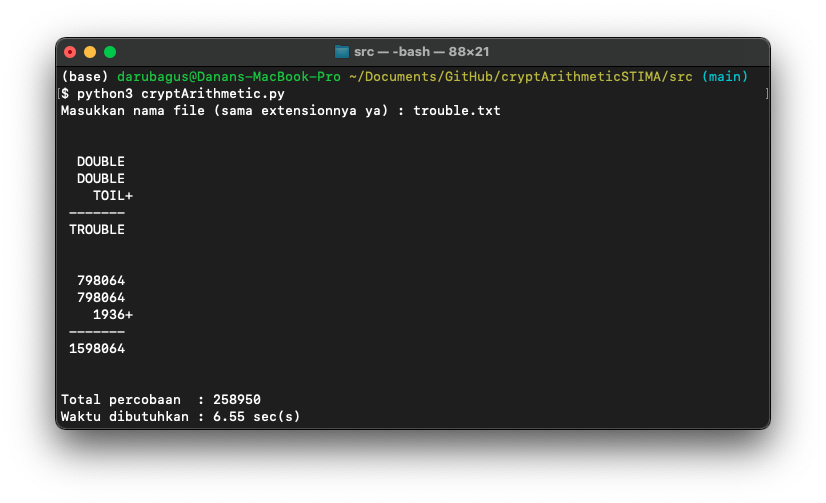 src — -bash — 88×21
(base) darubagus@Danans-MacBook-Pro ~/Documents/GitHub/cryptArithmeticSTIMA/src (main)
[$ python3 cryptArithmetic.py ]
Masukkan nama file (sama extensionnya ya) : trouble.txt
DOUBLE
DOUBLE
TOIL+
-------
TROUBLE
798064
798064
1936+
-------
1598064
Total percobaan  : 258950
Waktu dibutuhkan : 6.55 sec(s)